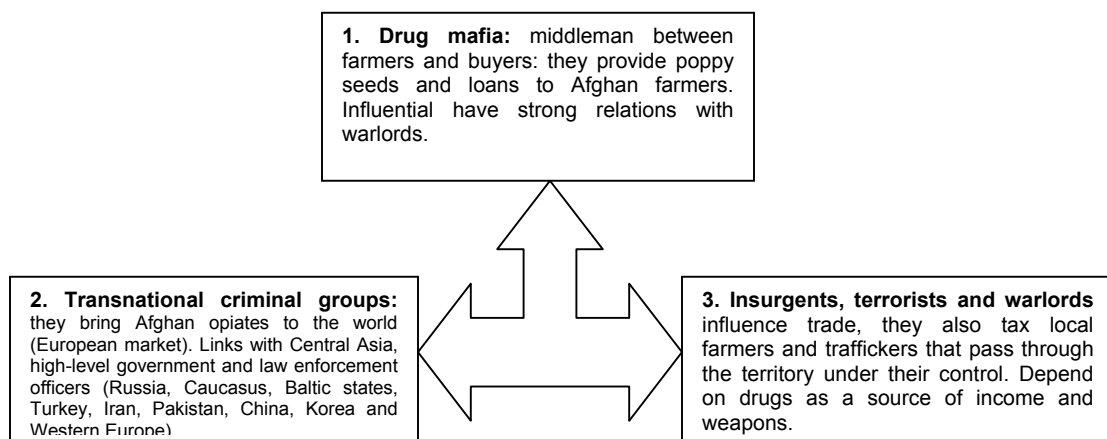 1. Drug mafia: middleman between
farmers and buyers: they provide poppy
seeds and loans to Afghan farmers.
Influential have strong relations with
warlords.
2. Transnational criminal groups:
they bring Afghan opiates to the world
(European market). Links with Central Asia,
high-level government and law enforcement
officers (Russia, Caucasus, Baltic states,
Turkey, Iran, Pakistan, China, Korea and
Western Europe)
3. Insurgents, terrorists and warlords
influence trade, they also tax local
farmers and traffickers that pass through
the territory under their control. Depend
on drugs as a source of income and
weapons.